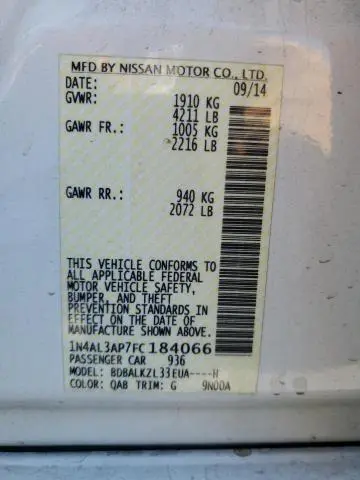 MFD BY NISSAN MOTOR CO., LTD.
DATE: 09/14
GVWR: 1910 KG
4211 LB
GAWR FR.: 1005 KG
2216 LB
GAWR RR.: 940 KG
2072 LB
THIS VEHICLE CONFORMS TO
ALL APPLICABLE FEDERAL
MOTOR VEHICLE SAFETY,
BUMPER, AND THEFT
PREVENTION STANDARDS IN
EFFECT ON THE DATE OF
MANUFACTURE SHOWN ABOVE.
1N4AL3AP7FC184066
PASSENGER CAR 936
MODEL: BDBALKZL33EUA----H
COLOR: QAB TRIM: G 9N00A